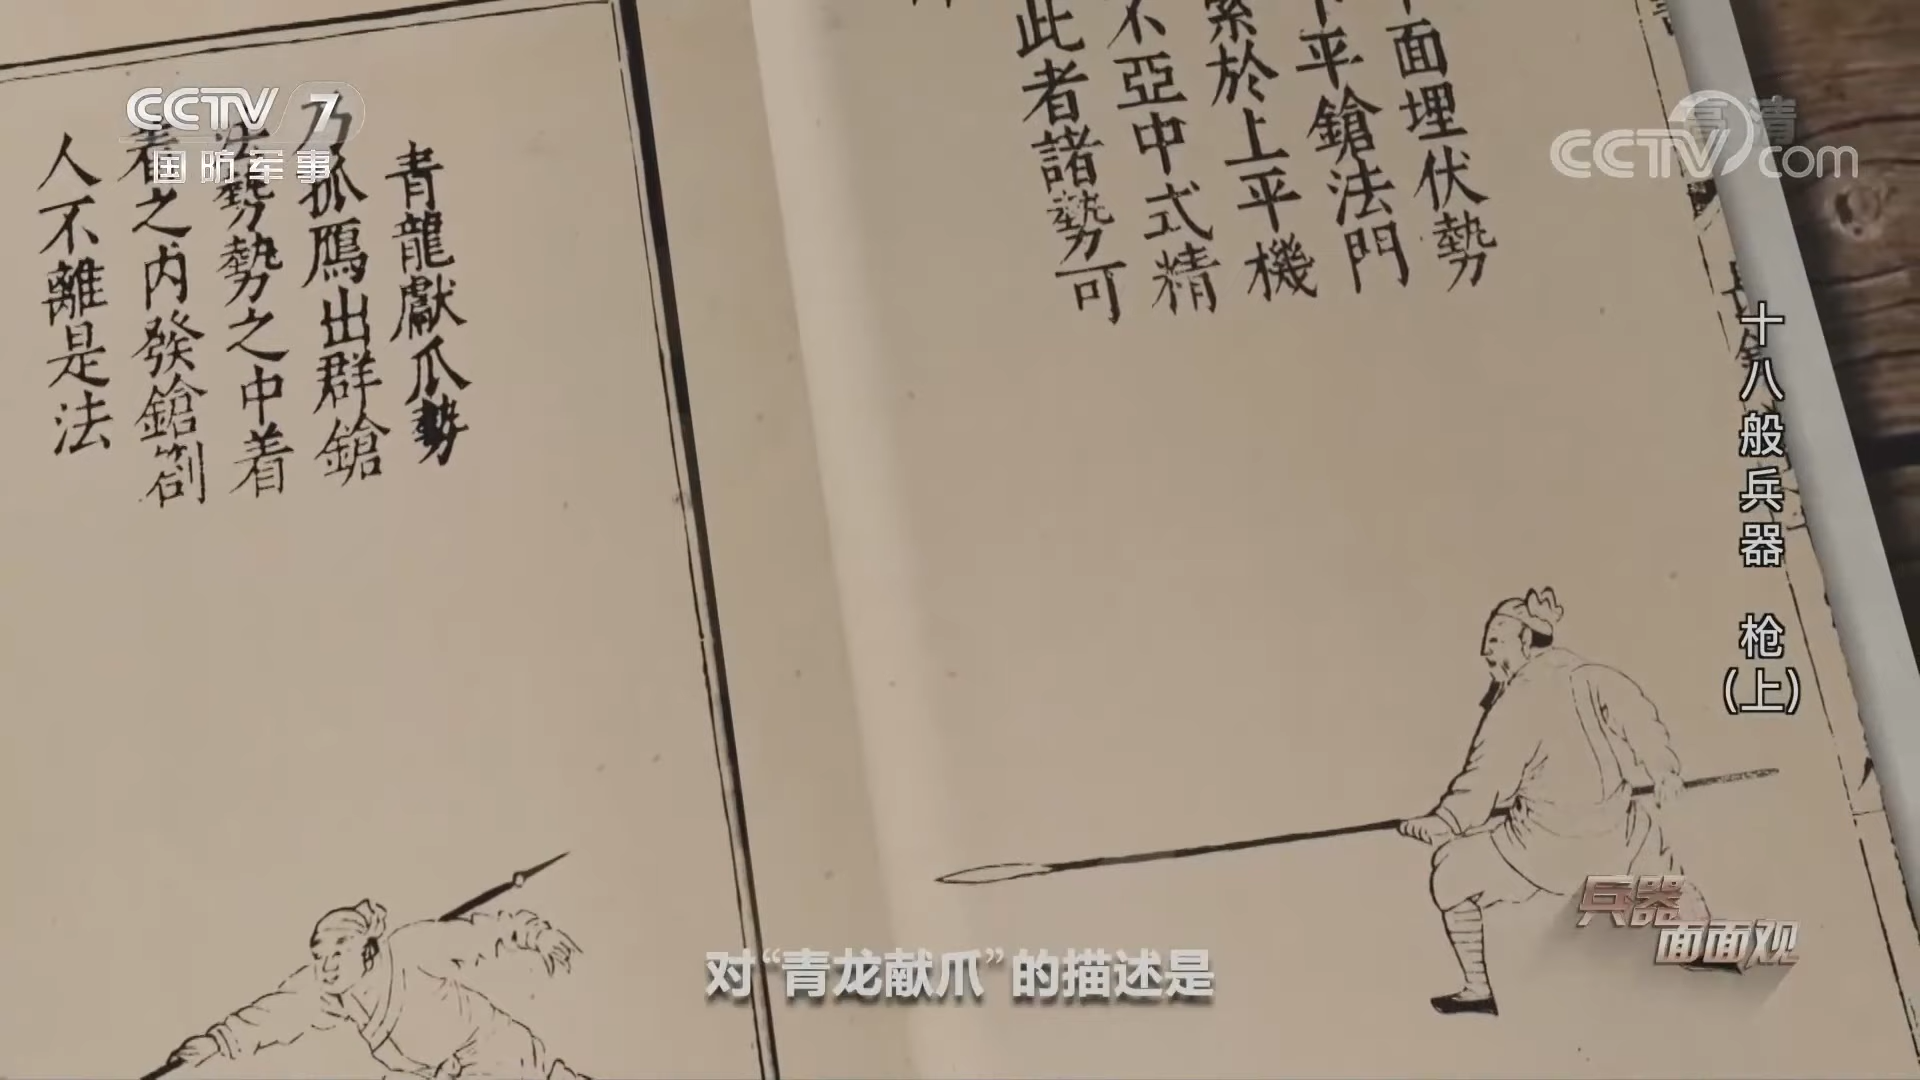 CCTV 7
国防军事
高清
CCTV com
面埋伏勢
平鎗法門
於上平機
不亞中式精
此者諸勢可
青龍獻爪勢
乃孤鴈出群鎗
法勢勢之中着
着之内發鎗劄
人不離是法
十八般兵器 枪(上)
兵器
面面观
对“青龙献爪”的描述是